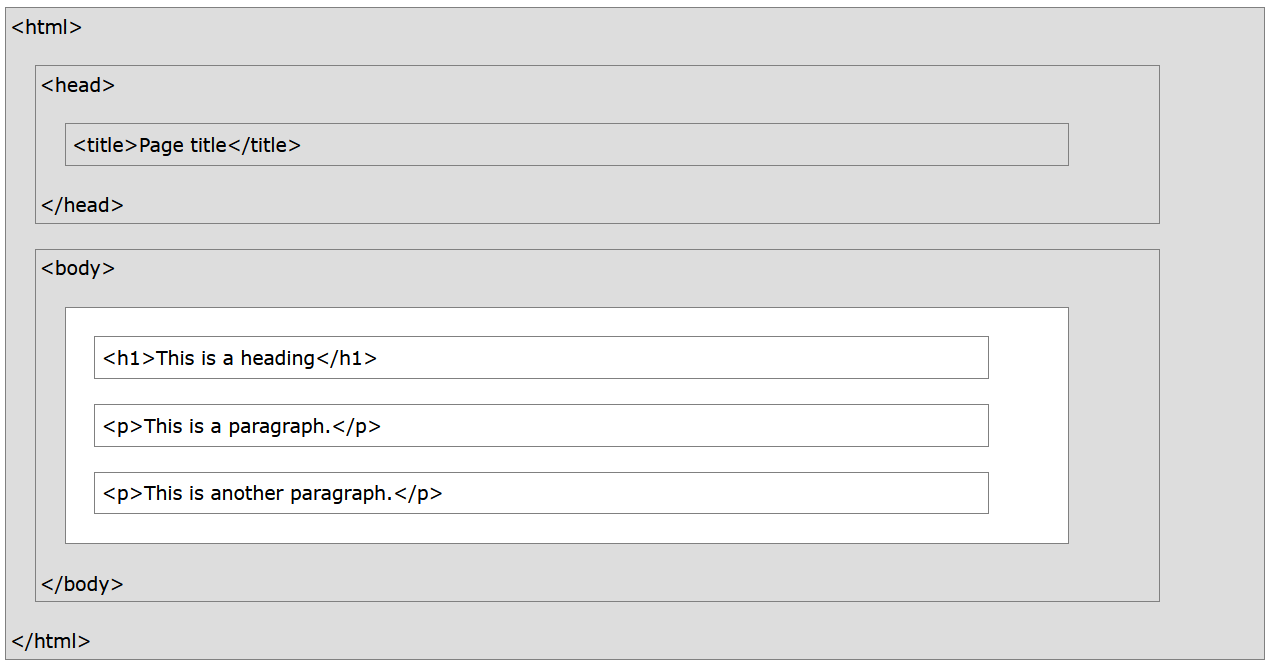 <html>
<head>
<title>Page title</title>
</head>
<body>
<h1>This is a heading</h1>
<p>This is a paragraph.</p>
<p>This is another paragraph.</p>
</body>
</html>